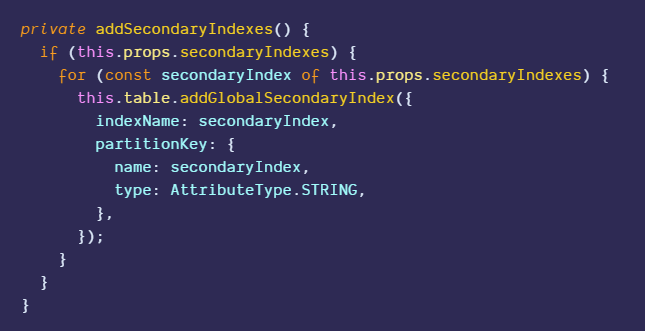 private addSecondaryIndexes() {
  if (this.props.secondaryIndexes) {
    for (const secondaryIndex of this.props.secondaryIndexes) {
      this.table.addGlobalSecondaryIndex({
        indexName: secondaryIndex,
        partitionKey: {
          name: secondaryIndex,
          type: AttributeType.STRING,
        },
      });
    }
  }
}